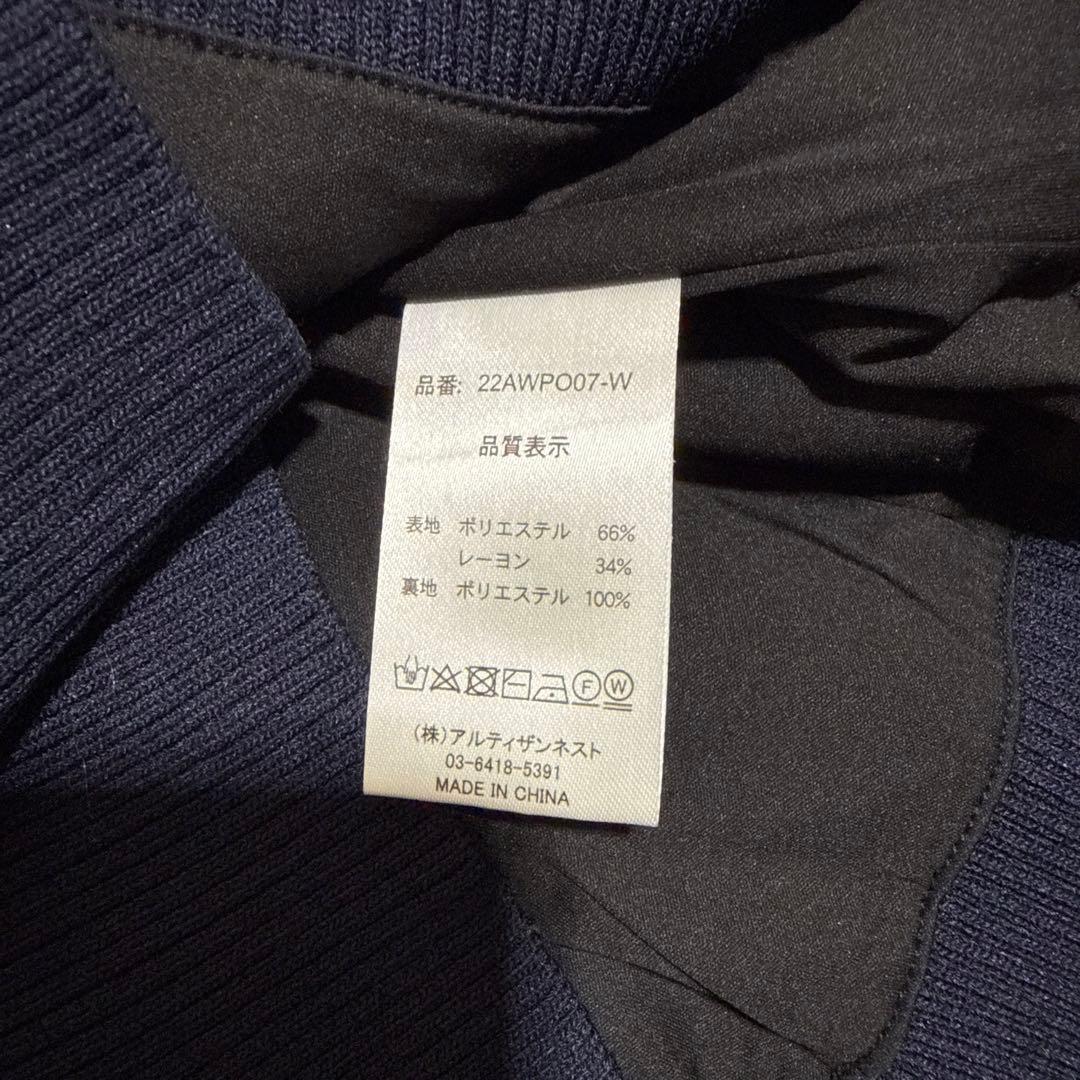 品番: 22AWPO07-W
品質表示
表地 ポリエステル 66%
レーヨン 34%
裏地 ポリエステル 100%
F W
(株)アルティザンネスト
03-6418-5391
MADE IN CHINA